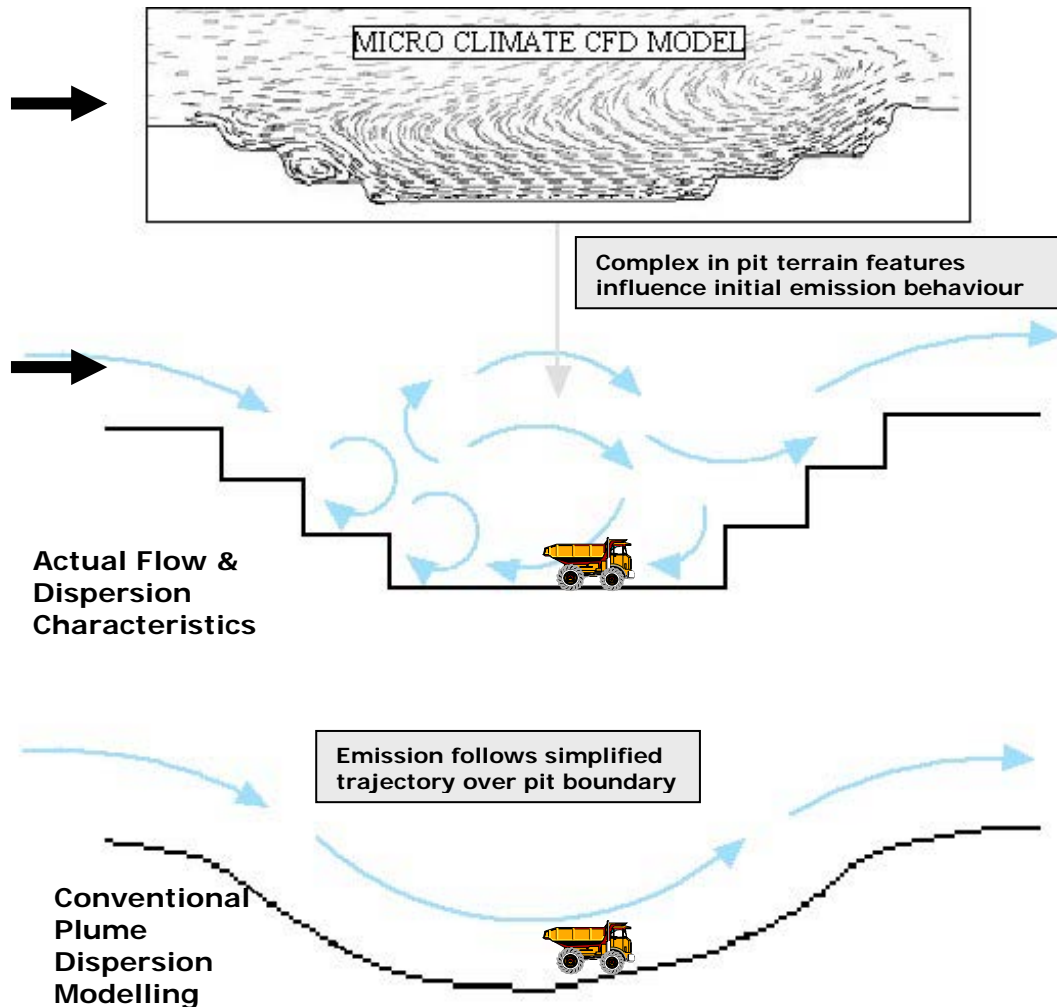 MICRO CLIMATE CFD MODEL
Complex in pit terrain features
influence initial emission behaviour
Actual Flow &
Dispersion
Characteristics
Emission follows simplified
trajectory over pit boundary
Conventional
Plume
Dispersion
Modelling